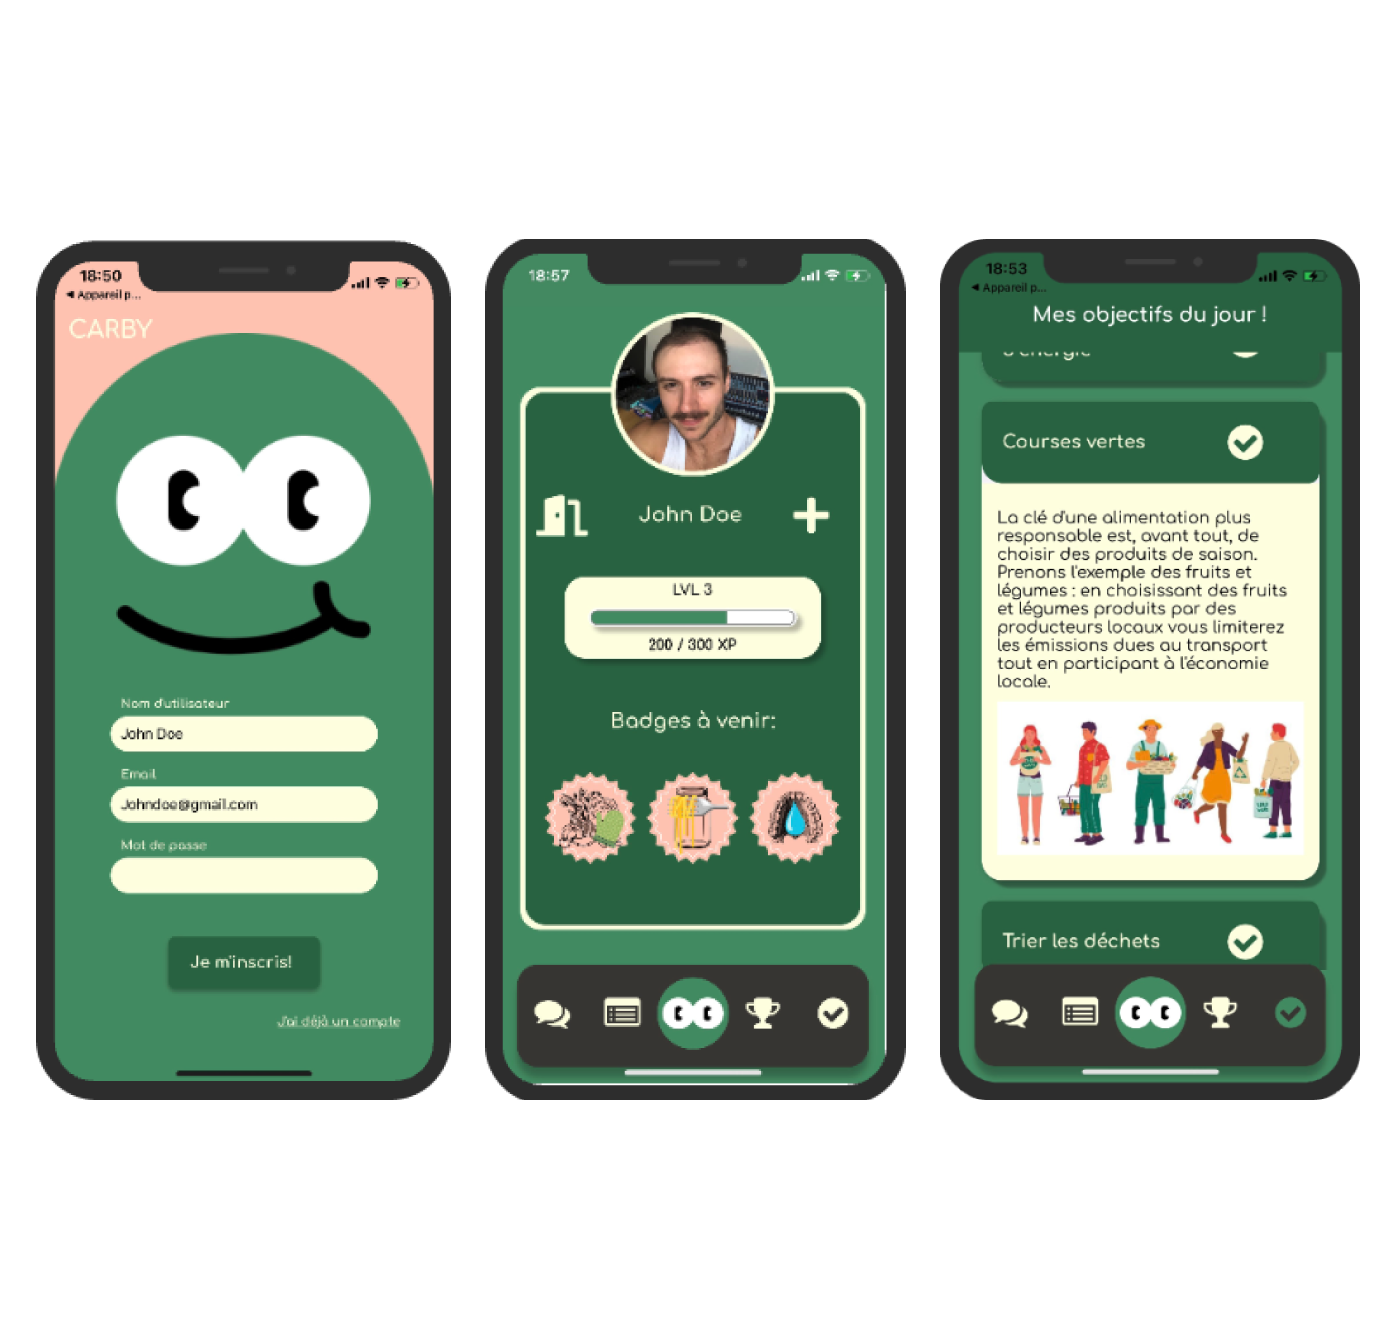 18:50
◀ Appareil p...
CARBY
Nom d'utilisateur
John Doe
Email
Johndoe@gmail.com
Mot de passe
Je m'inscris!
J'ai déjà un compte
18:57
John Doe
LVL 3
200 / 300 XP
Badges à venir:
18:53
◀ Appareil p...
Mes objectifs du jour !
d'énergie
Courses vertes
La clé d'une alimentation plus
responsable est, avant tout, de
choisir des produits de saison.
Prenons l'exemple des fruits et
légumes : en choisissant des fruits
et légumes produits par des
producteurs locaux vous limiterez
les émissions dues au transport
tout en participant à l'économie
locale.
Trier les déchets